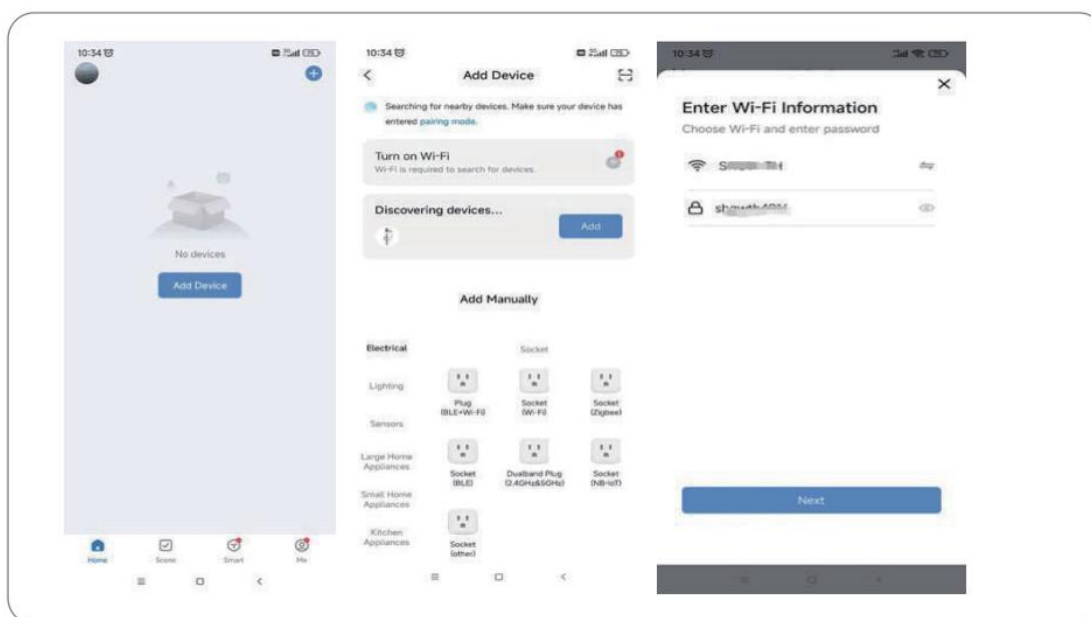 10:34
No devices
Add Device
Home
Scene
Smart
Me
10:34
Add Device
Searching for nearby devices. Make sure your device has
entered pairing mode.
Turn on Wi-Fi
Wi-Fi is required to search for devices.
Discovering devices...
Add
Add Manually
Electrical
Lighting
Sensors
Large Home
Appliances
Small Home
Appliances
Kitchen
Appliances
Socket
Plug
(BLE+Wi-Fi)
Socket
(Wi-Fi)
Socket
(Zigbee)
Socket
(BLE)
Dualband Plug
(2.4GHz&5GHz)
Socket
(NB-IoT)
Socket
(other)
10:34
Enter Wi-Fi Information
Choose Wi-Fi and enter password
Next